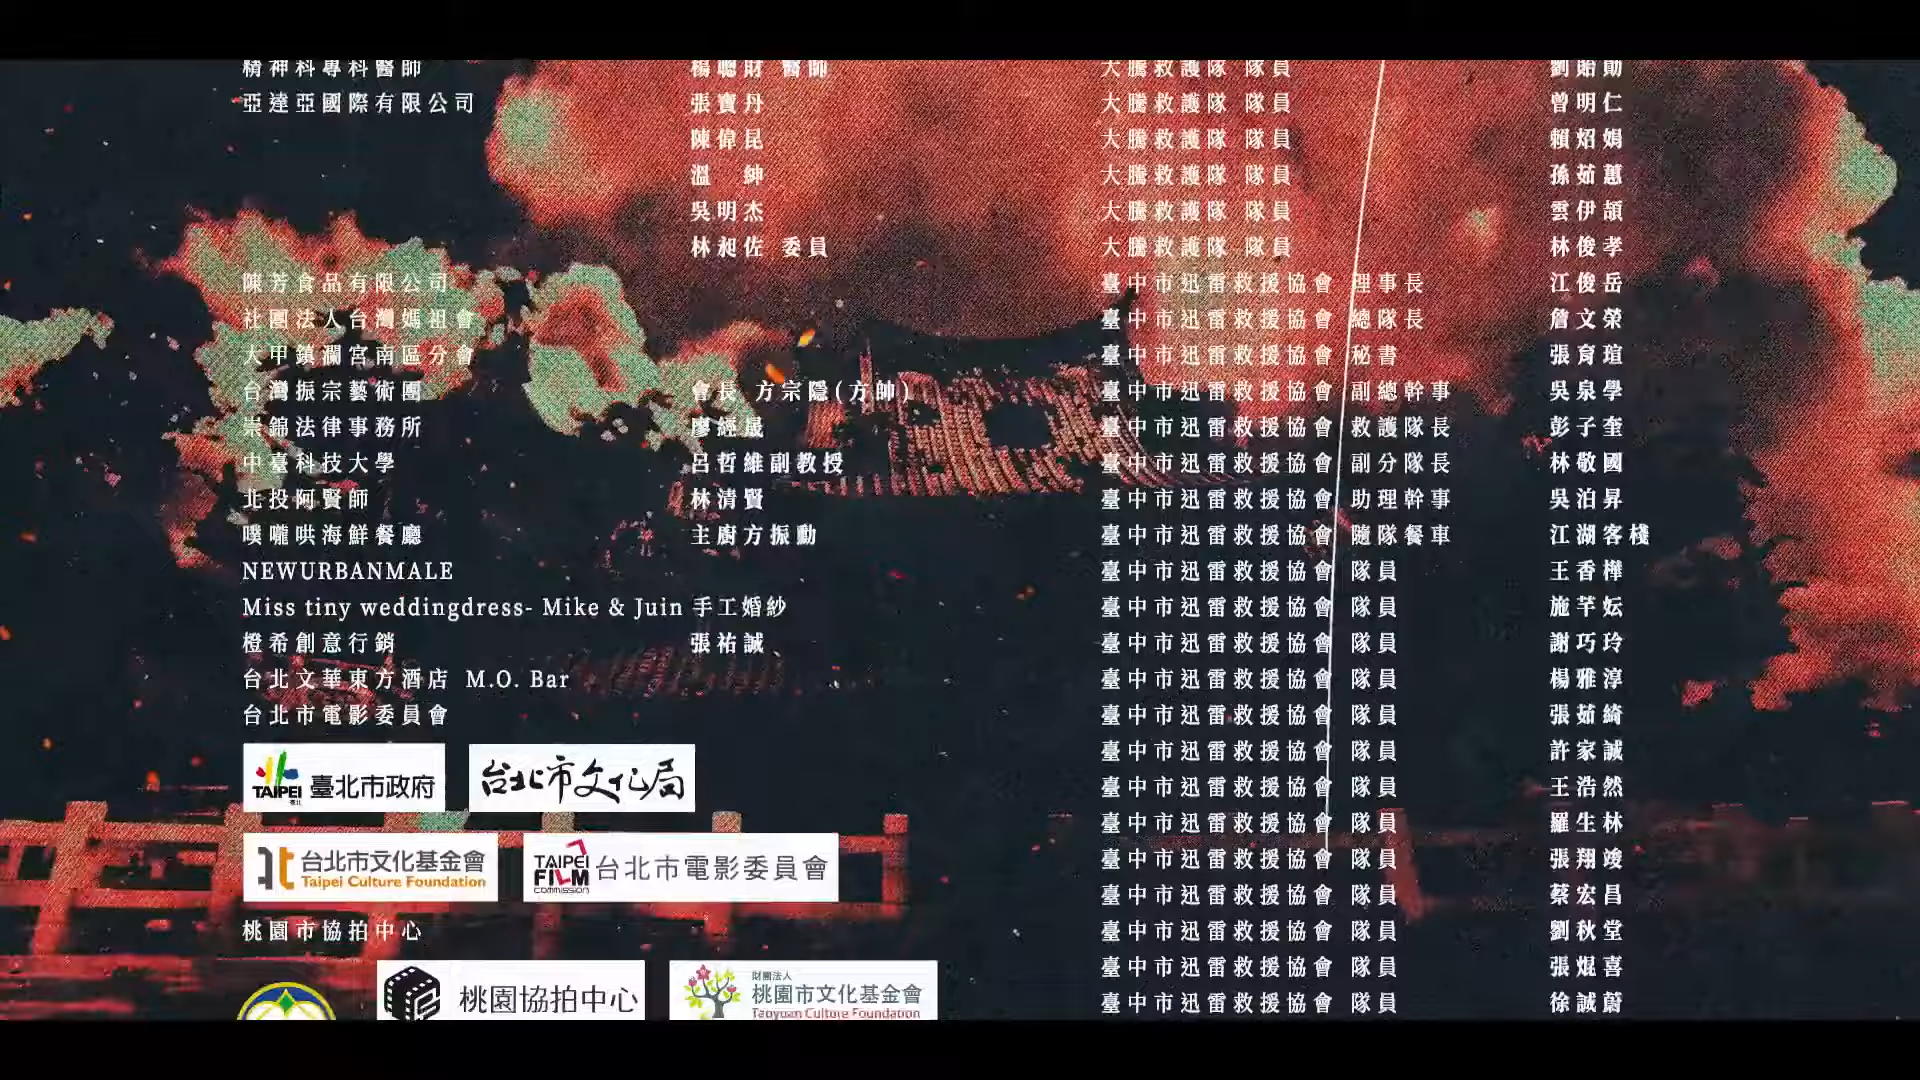 精神科專科醫師 楊聰財 醫師
亞達亞國際有限公司 張寶丹
陳偉昆
溫 紳
吳明杰
林昶佐 委員
陳芳食品有限公司
社團法人台灣媽祖會
大甲鎮瀾宮南區分會
台灣振宗藝術團 會長 方宗隱(方帥)
崇錦法律事務所 廖經晟
中臺科技大學 呂哲維副教授
北投阿賢師 林清賢
噗嚨哄海鮮餐廳 主廚方振勳
NEWURBANMALE
Miss tiny weddingdress- Mike & Juin 手工婚紗
橙希創意行銷 張祐誠
台北文華東方酒店 M.O. Bar
台北市電影委員會
TAIPEI 臺北 臺北市政府
台北市文化局
台北市文化基金會
Taipei Culture Foundation
TAIPEI FILM COMMISSION 台北市電影委員會
桃園市協拍中心
桃園協拍中心
財團法人
桃園市文化基金會
Taoyuan Culture Foundation
大騰救護隊 隊員 劉貽勛
大騰救護隊 隊員 曾明仁
大騰救護隊 隊員 賴炤娟
大騰救護隊 隊員 孫茹蕙
大騰救護隊 隊員 雲伊頡
大騰救護隊 隊員 林俊孝
臺中市迅雷救援協會 理事長 江俊岳
臺中市迅雷救援協會 總隊長 詹文榮
臺中市迅雷救援協會 秘書 張育瑄
臺中市迅雷救援協會 副總幹事 吳泉學
臺中市迅雷救援協會 救護隊長 彭子奎
臺中市迅雷救援協會 副分隊長 林敬國
臺中市迅雷救援協會 助理幹事 吳泊昇
臺中市迅雷救援協會 隨隊餐車 江湖客棧
臺中市迅雷救援協會 隊員 王香樺
臺中市迅雷救援協會 隊員 施芊妘
臺中市迅雷救援協會 隊員 謝巧玲
臺中市迅雷救援協會 隊員 楊雅淳
臺中市迅雷救援協會 隊員 張茹綺
臺中市迅雷救援協會 隊員 許家誠
臺中市迅雷救援協會 隊員 王浩然
臺中市迅雷救援協會 隊員 羅生林
臺中市迅雷救援協會 隊員 張翔竣
臺中市迅雷救援協會 隊員 蔡宏昌
臺中市迅雷救援協會 隊員 劉秋堂
臺中市迅雷救援協會 隊員 張焜喜
臺中市迅雷救援協會 隊員 徐誠蔚